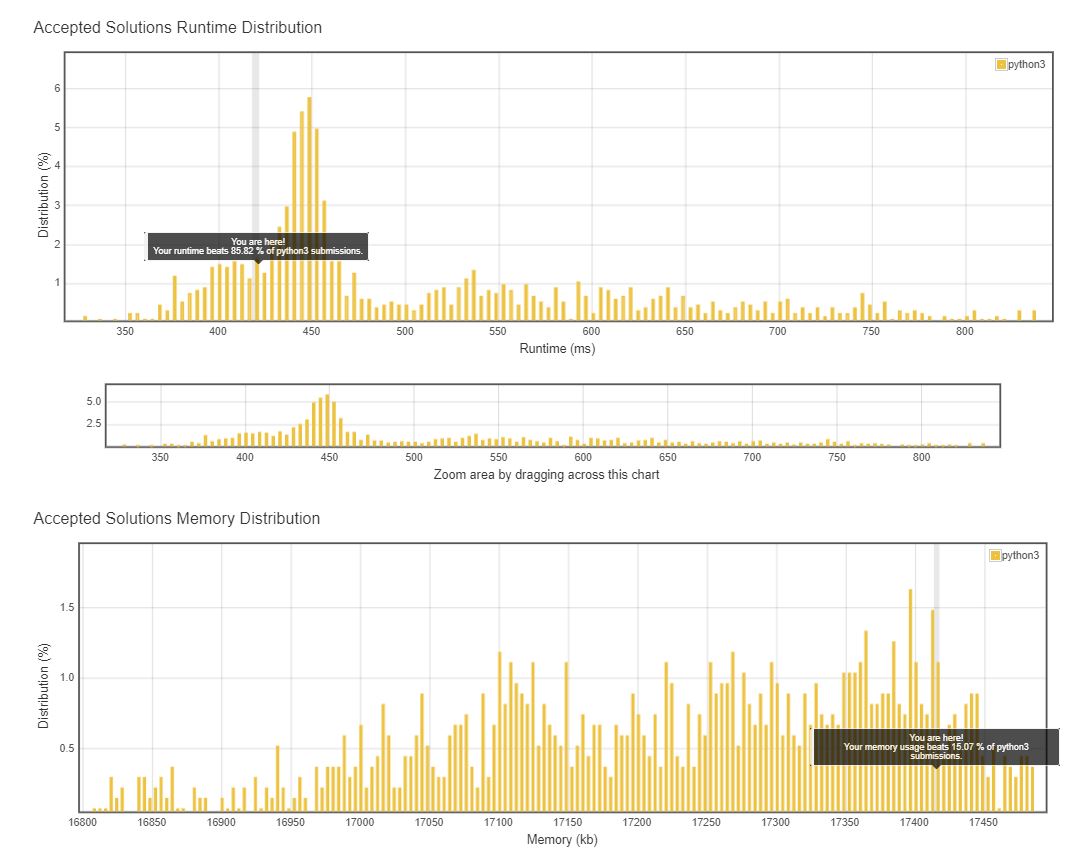 Accepted Solutions Runtime Distribution
python3
Distribution (%)
6
5
4
3
2
1
You are here!
Your runtime beats 85.82 % of python3 submissions.
350 400 450 500 550 600 650 700 750 800
Runtime (ms)
5.0
2.5
350 400 450 500 550 600 650 700 750 800
Zoom area by dragging across this chart
Accepted Solutions Memory Distribution
python3
Distribution (%)
1.5
1.0
0.5
You are here!
Your memory usage beats 15.07 % of python3
submissions.
16800 16850 16900 16950 17000 17050 17100 17150 17200 17250 17300 17350 17400 17450
Memory (kb)